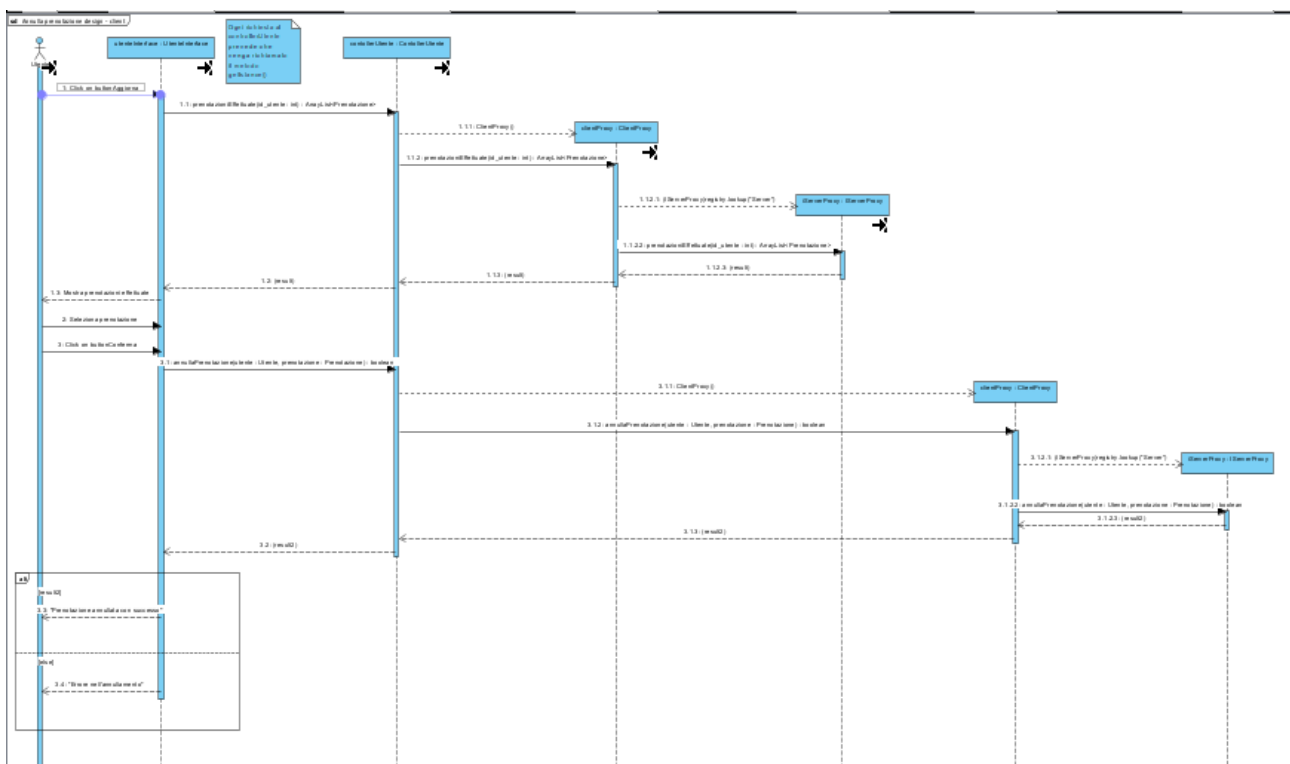 sd Annulla prenotazione design - client
Utente
utenteInterface : UtenteInterface
Ogni richiesta al
controllerUtente
prevede che
venga richiamato
il metodo
getIstance()
controllerUtente : ControllerUtente
1: Click on buttonAggiorna
1.1: prenotazioniEffettuate(id_utente : int) : ArrayList<Prenotazione>
1.1.1: ClientProxy()
clientProxy : ClientProxy
1.1.2: prenotazioniEffettuate(id_utente : int) : ArrayList<Prenotazione>
1.1.2.1: (IServerProxy)registry.lookup("Server")
iServerProxy : IServerProxy
1.1.2.2: prenotazioniEffettuate(id_utente : int) : ArrayList<Prenotazione>
1.1.2.3: (result)
1.1.3: (result)
1.2: (result)
1.3: Mostra prenotazioni effettuate
2: Seleziona prenotazione
3: Click on buttonConferma
3.1: annullaPrenotazione(utente : Utente, prenotazione : Prenotazione) : boolean
3.1.1: ClientProxy()
clientProxy : ClientProxy
3.1.2: annullaPrenotazione(utente : Utente, prenotazione : Prenotazione) : boolean
3.1.2.1: (IServerProxy)registry.lookup("Server")
iServerProxy : IServerProxy
3.1.2.2: annullaPrenotazione(utente : Utente, prenotazione : Prenotazione) : boolean
3.1.2.3: (result2)
3.1.3: (result2)
3.2: (result2)
alt
[result2]
3.3: "Prenotazione annullata con successo"
[else]
3.4: "Errore nell'annullamento"